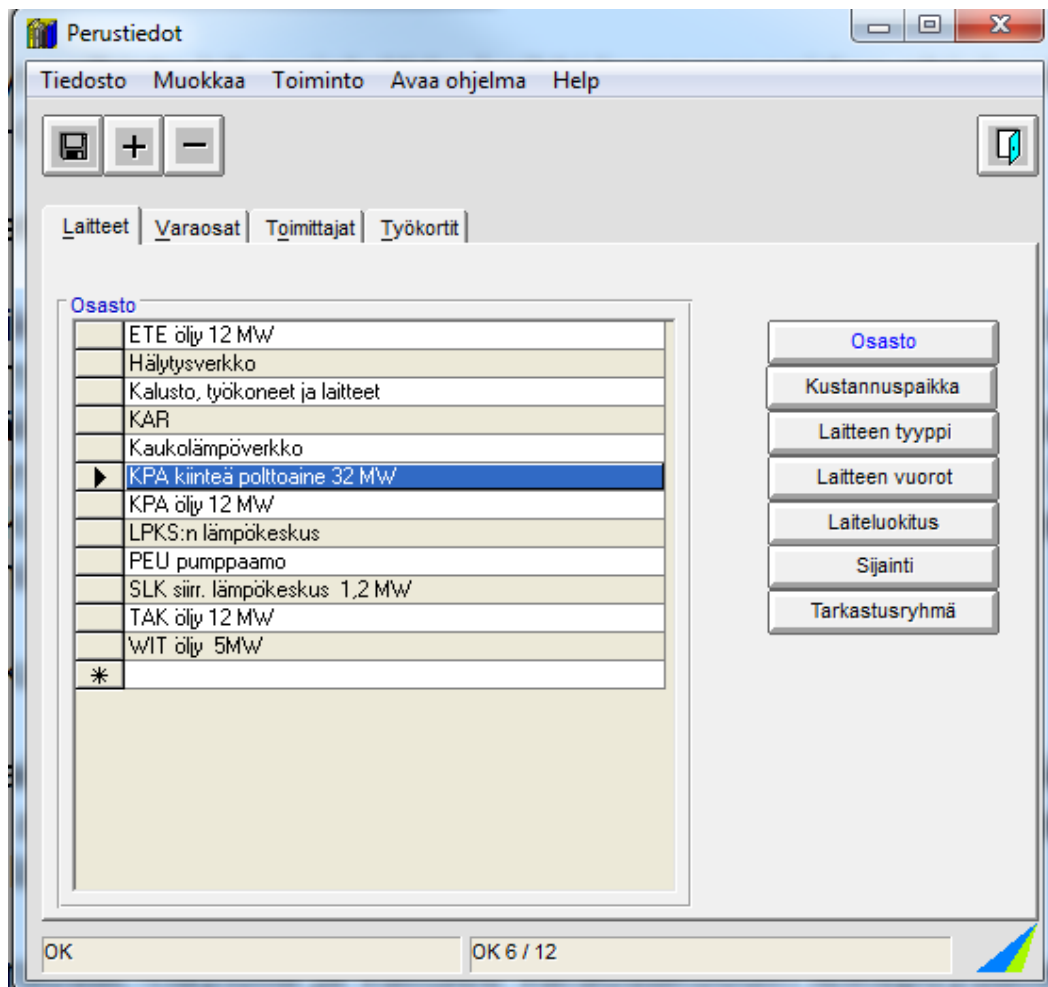 Perustiedot
Tiedosto Muokkaa Toiminto Avaa ohjelma Help
Laitteet Varaosat Toimittajat Työkortit
Osasto
ETE öljy 12 MW
Hälytysverkko
Kalusto, työkoneet ja laitteet
KAR
Kaukolämpöverkko
KPA kiinteä polttoaine 32 MW
KPA öljy 12 MW
LPKS:n lämpökeskus
PEU pumppaamo
SLK siirr. lämpökeskus 1,2 MW
TAK öljy 12 MW
WIT öljy 5MW
Osasto
Kustannuspaikka
Laitteen tyyppi
Laitteen vuorot
Laiteluokitus
Sijainti
Tarkastusryhmä
OK
OK 6 / 12